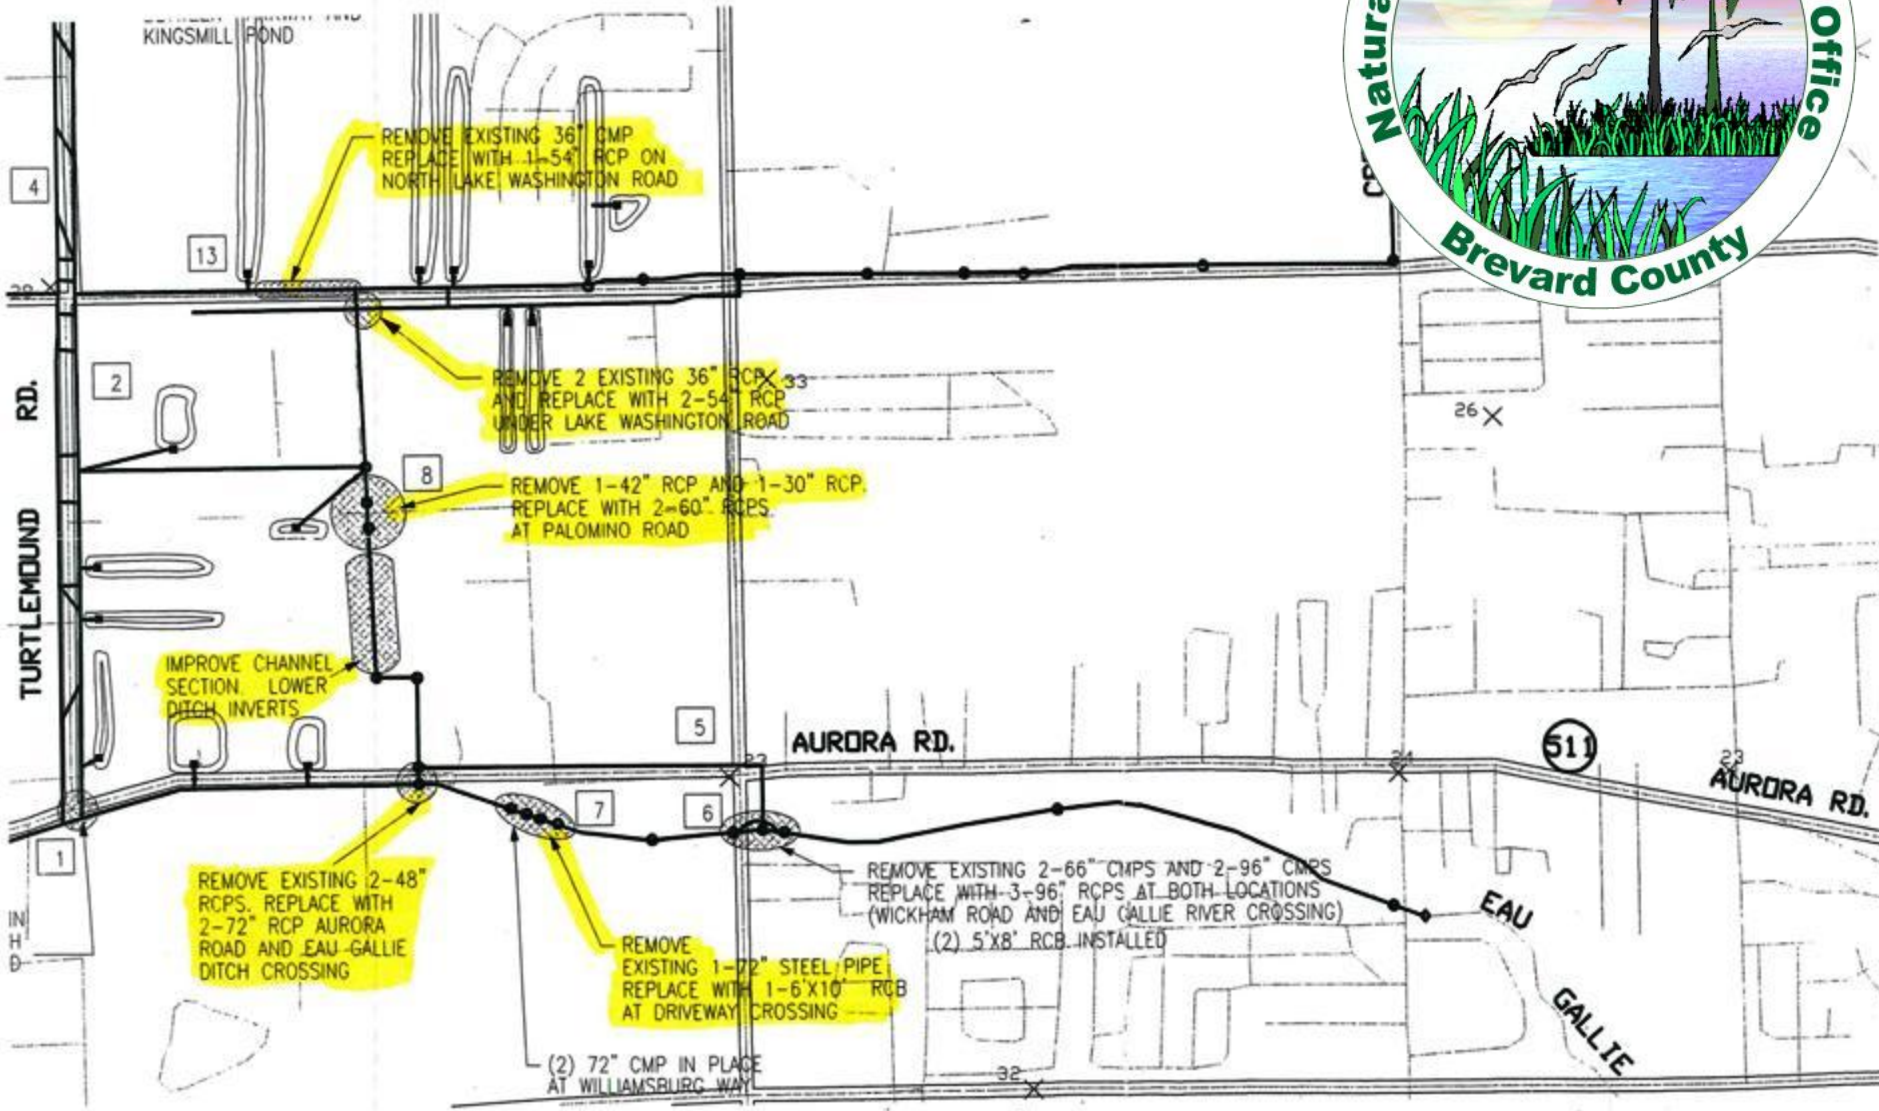 KINGSMILL POND
Natura
Office
Brevard County
REMOVE EXISTING 36" CMP
REPLACE WITH 1-54" RCP ON
NORTH LAKE WASHINGTON ROAD
4
13
REMOVE 2 EXISTING 36" RCP
AND REPLACE WITH 2-54" RCP
UNDER LAKE WASHINGTON ROAD
33
2
26
TURTLEMOUND RD.
8
REMOVE 1-42" RCP AND 1-30" RCP.
REPLACE WITH 2-60" RCPS
AT PALOMINO ROAD
IMPROVE CHANNEL
SECTION. LOWER
DITCH INVERTS
5
AURORA RD.
511
24
23
AURORA RD.
7
6
1
REMOVE EXISTING 2-48"
RCPS. REPLACE WITH
2-72" RCP AURORA
ROAD AND EAU GALLIE
DITCH CROSSING
REMOVE EXISTING 2-66" CMPS AND 2-96" CMPS
REPLACE WITH 3-96" RCPS AT BOTH LOCATIONS
(WICKHAM ROAD AND EAU GALLIE RIVER CROSSING)
(2) 5'X8' RCB INSTALLED
REMOVE
EXISTING 1-72" STEEL PIPE
REPLACE WITH 1-6'X10' RCB
AT DRIVEWAY CROSSING
EAU
GALLIE
(2) 72" CMP IN PLACE
AT WILLIAMSBURG WAY
32